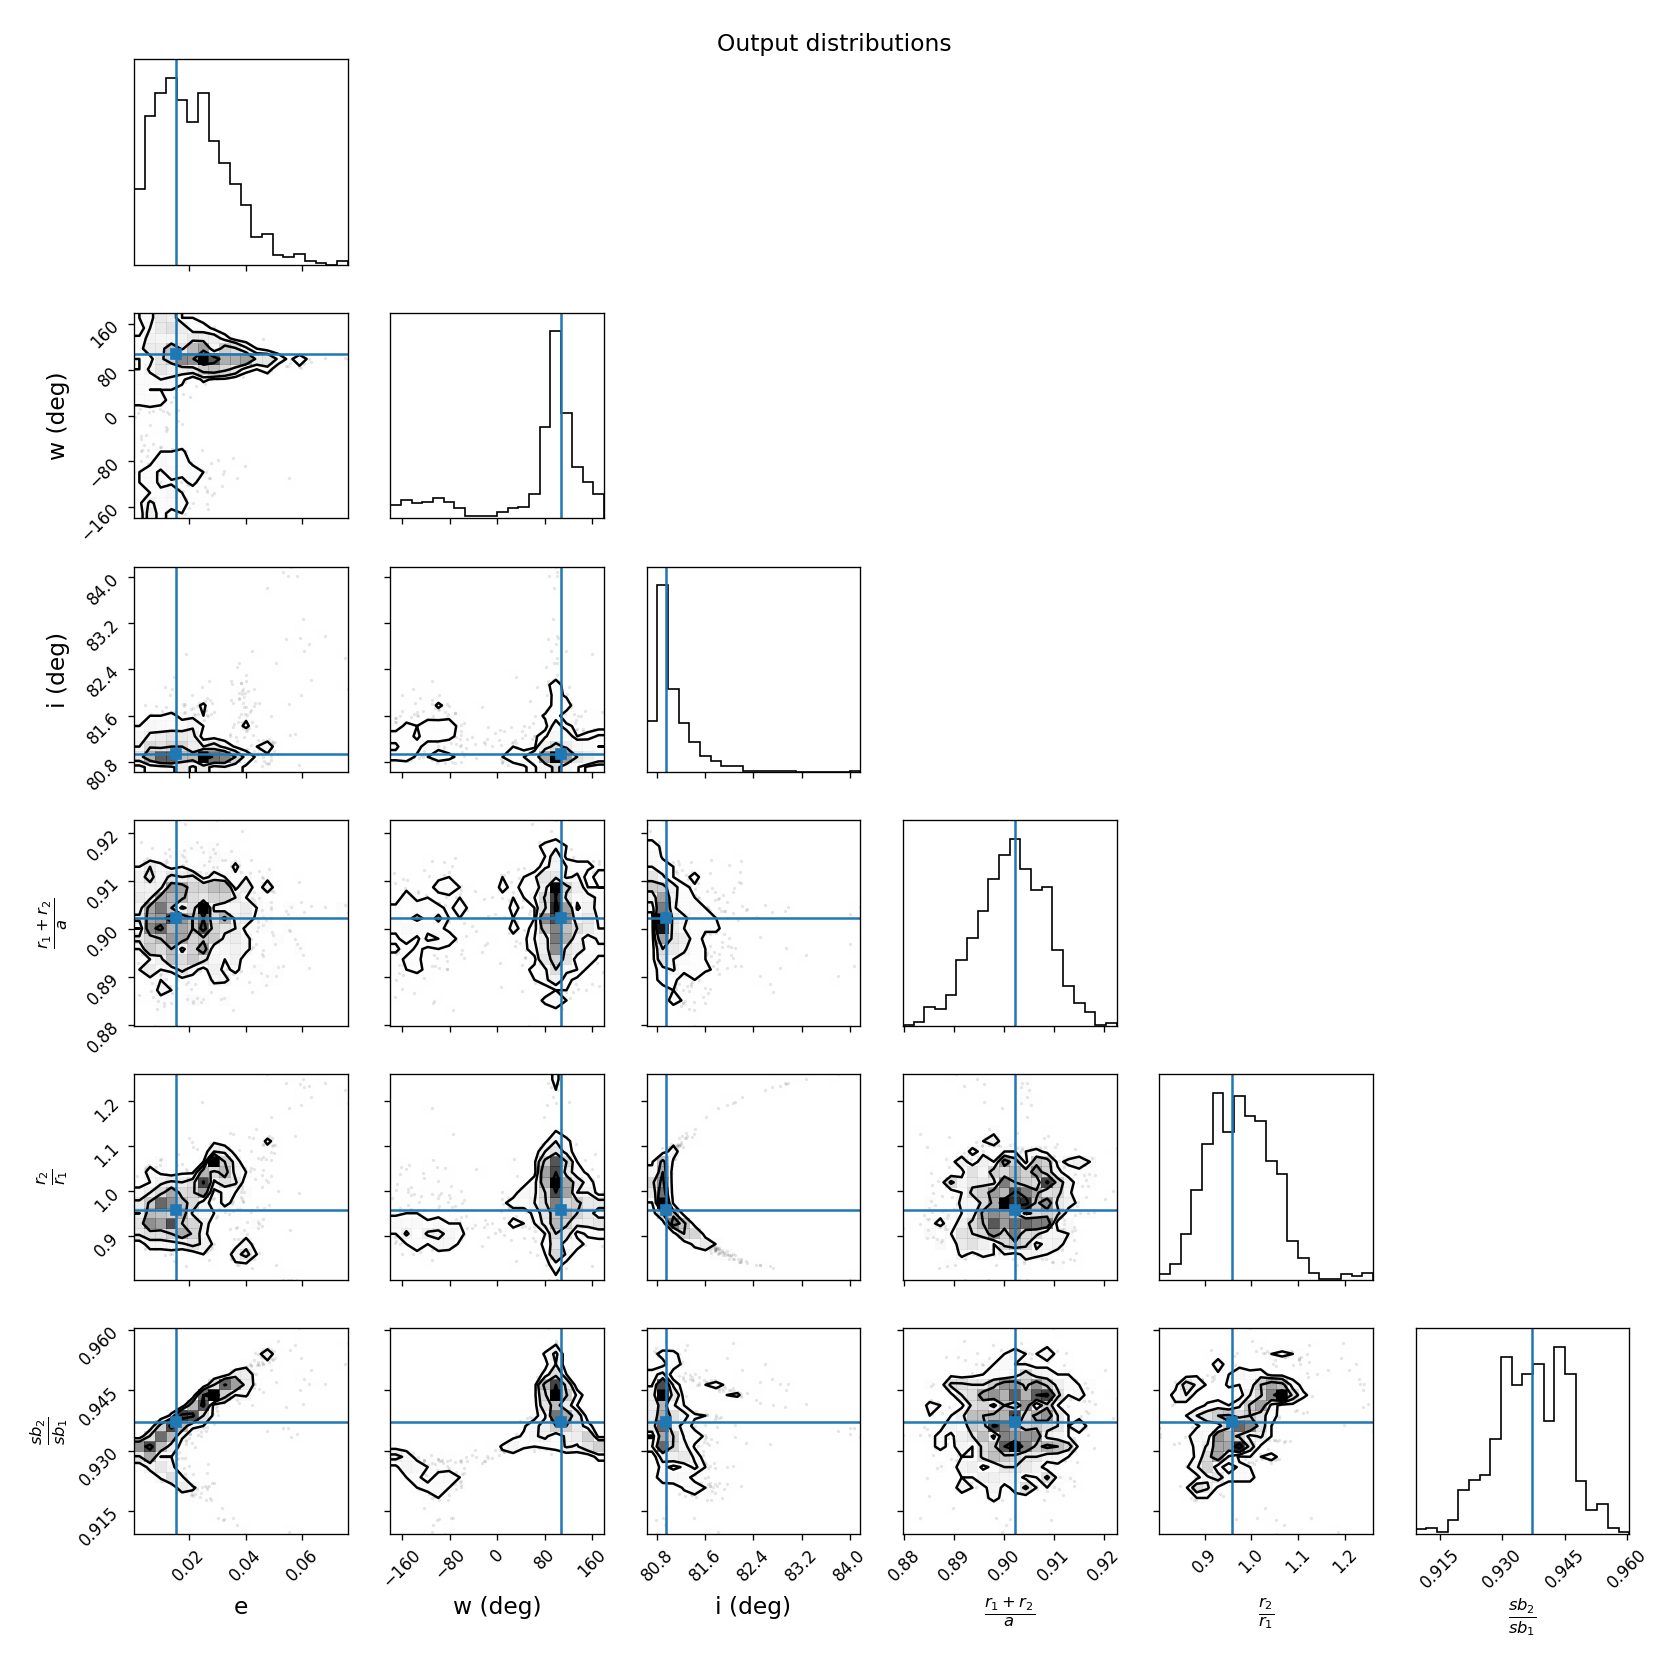 Output distributions
w (deg)
160
80
0
−80
−160
i (deg)
84.0
83.2
82.4
81.6
80.8
r₁ + r₂
a
0.92
0.91
0.90
0.89
0.88
r₂
r₁
1.2
1.1
1.0
0.9
sb₂
sb₁
0.960
0.945
0.930
0.915
0.02 0.04 0.06
−160 −80 0 80 160
80.8 81.6 82.4 83.2 84.0
0.88 0.89 0.90 0.91 0.92
0.9 1.0 1.1 1.2
0.915 0.930 0.945 0.960
e
w (deg)
i (deg)
r₁ + r₂
a
r₂
r₁
sb₂
sb₁